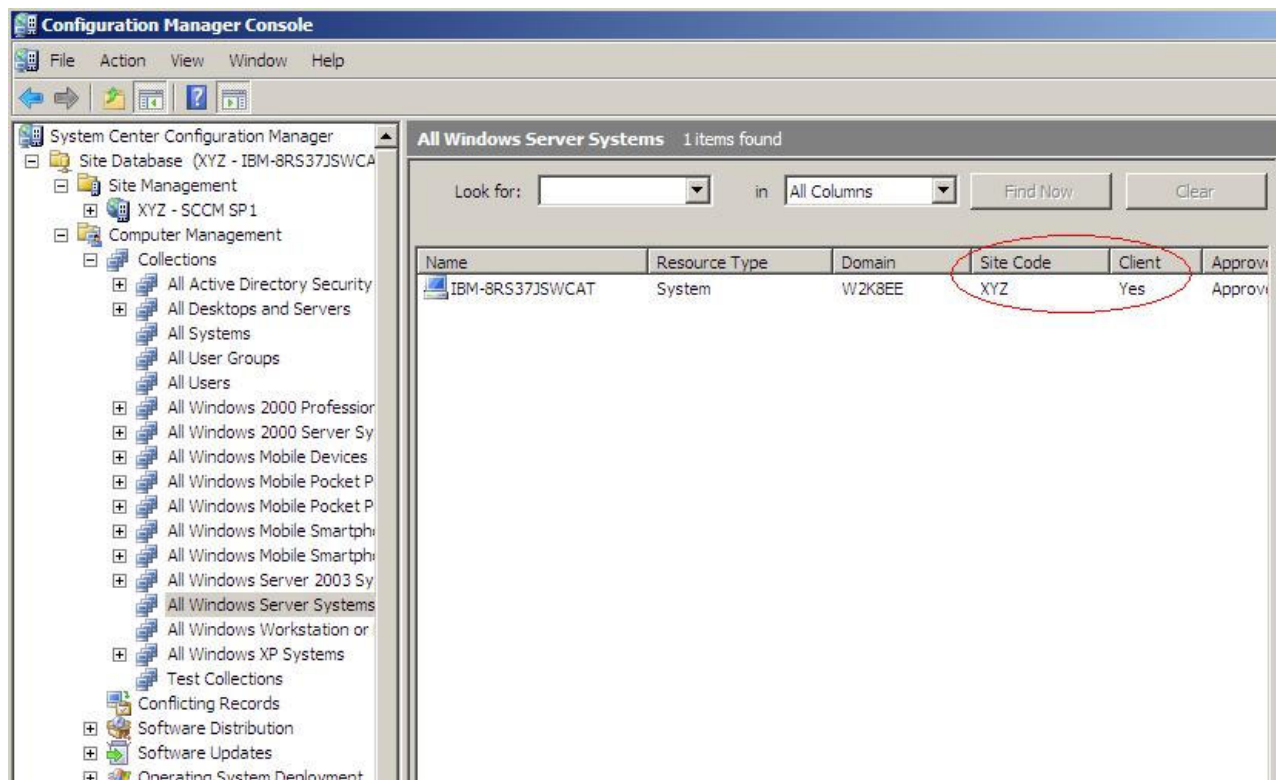 Configuration Manager Console
File Action View Window Help
System Center Configuration Manager
Site Database (XYZ - IBM-8RS37JSWCA
Site Management
XYZ - SCCM SP1
Computer Management
Collections
All Active Directory Security
All Desktops and Servers
All Systems
All User Groups
All Users
All Windows 2000 Profession
All Windows 2000 Server Sy
All Windows Mobile Devices
All Windows Mobile Pocket P
All Windows Mobile Pocket P
All Windows Mobile Smartph
All Windows Mobile Smartph
All Windows Server 2003 Sy
All Windows Server Systems
All Windows Workstation or
All Windows XP Systems
Test Collections
Conflicting Records
Software Distribution
Software Updates
Operating System Deployment
All Windows Server Systems 1 items found
Look for: in All Columns Find Now Clear
Name Resource Type Domain Site Code Client Approv
IBM-8RS37JSWCAT System W2K8EE XYZ Yes Approv